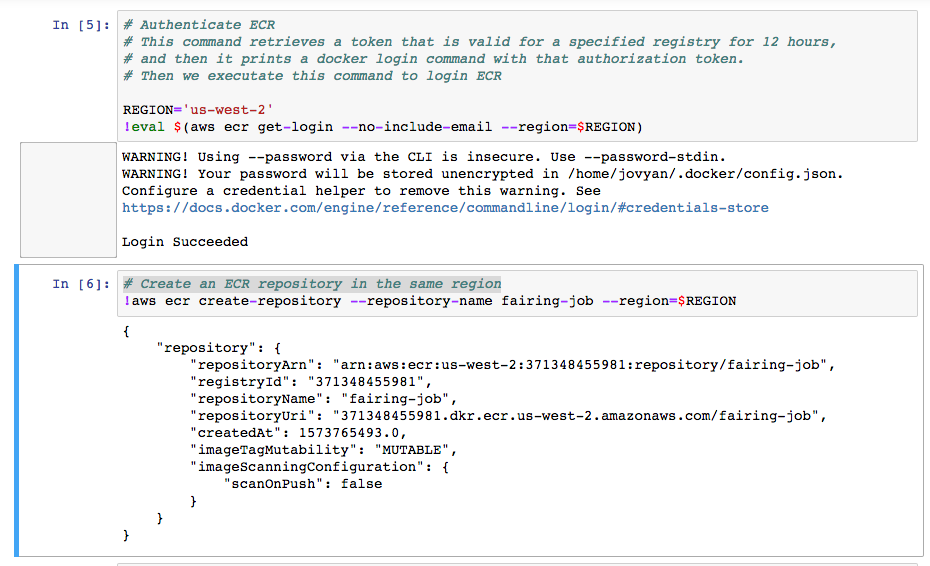 In [5]: # Authenticate ECR
# This command retrieves a token that is valid for a specified registry for 12 hours,
# and then it prints a docker login command with that authorization token.
# Then we executate this command to login ECR
REGION='us-west-2'
!eval $(aws ecr get-login --no-include-email --region=$REGION)
WARNING! Using --password via the CLI is insecure. Use --password-stdin.
WARNING! Your password will be stored unencrypted in /home/jovyan/.docker/config.json.
Configure a credential helper to remove this warning. See
https://docs.docker.com/engine/reference/commandline/login/#credentials-store
Login Succeeded
In [6]: # Create an ECR repository in the same region
!aws ecr create-repository --repository-name fairing-job --region=$REGION
{
    "repository": {
        "repositoryArn": "arn:aws:ecr:us-west-2:371348455981:repository/fairing-job",
        "registryId": "371348455981",
        "repositoryName": "fairing-job",
        "repositoryUri": "371348455981.dkr.ecr.us-west-2.amazonaws.com/fairing-job",
        "createdAt": 1573765493.0,
        "imageTagMutability": "MUTABLE",
        "imageScanningConfiguration": {
            "scanOnPush": false
        }
    }
}